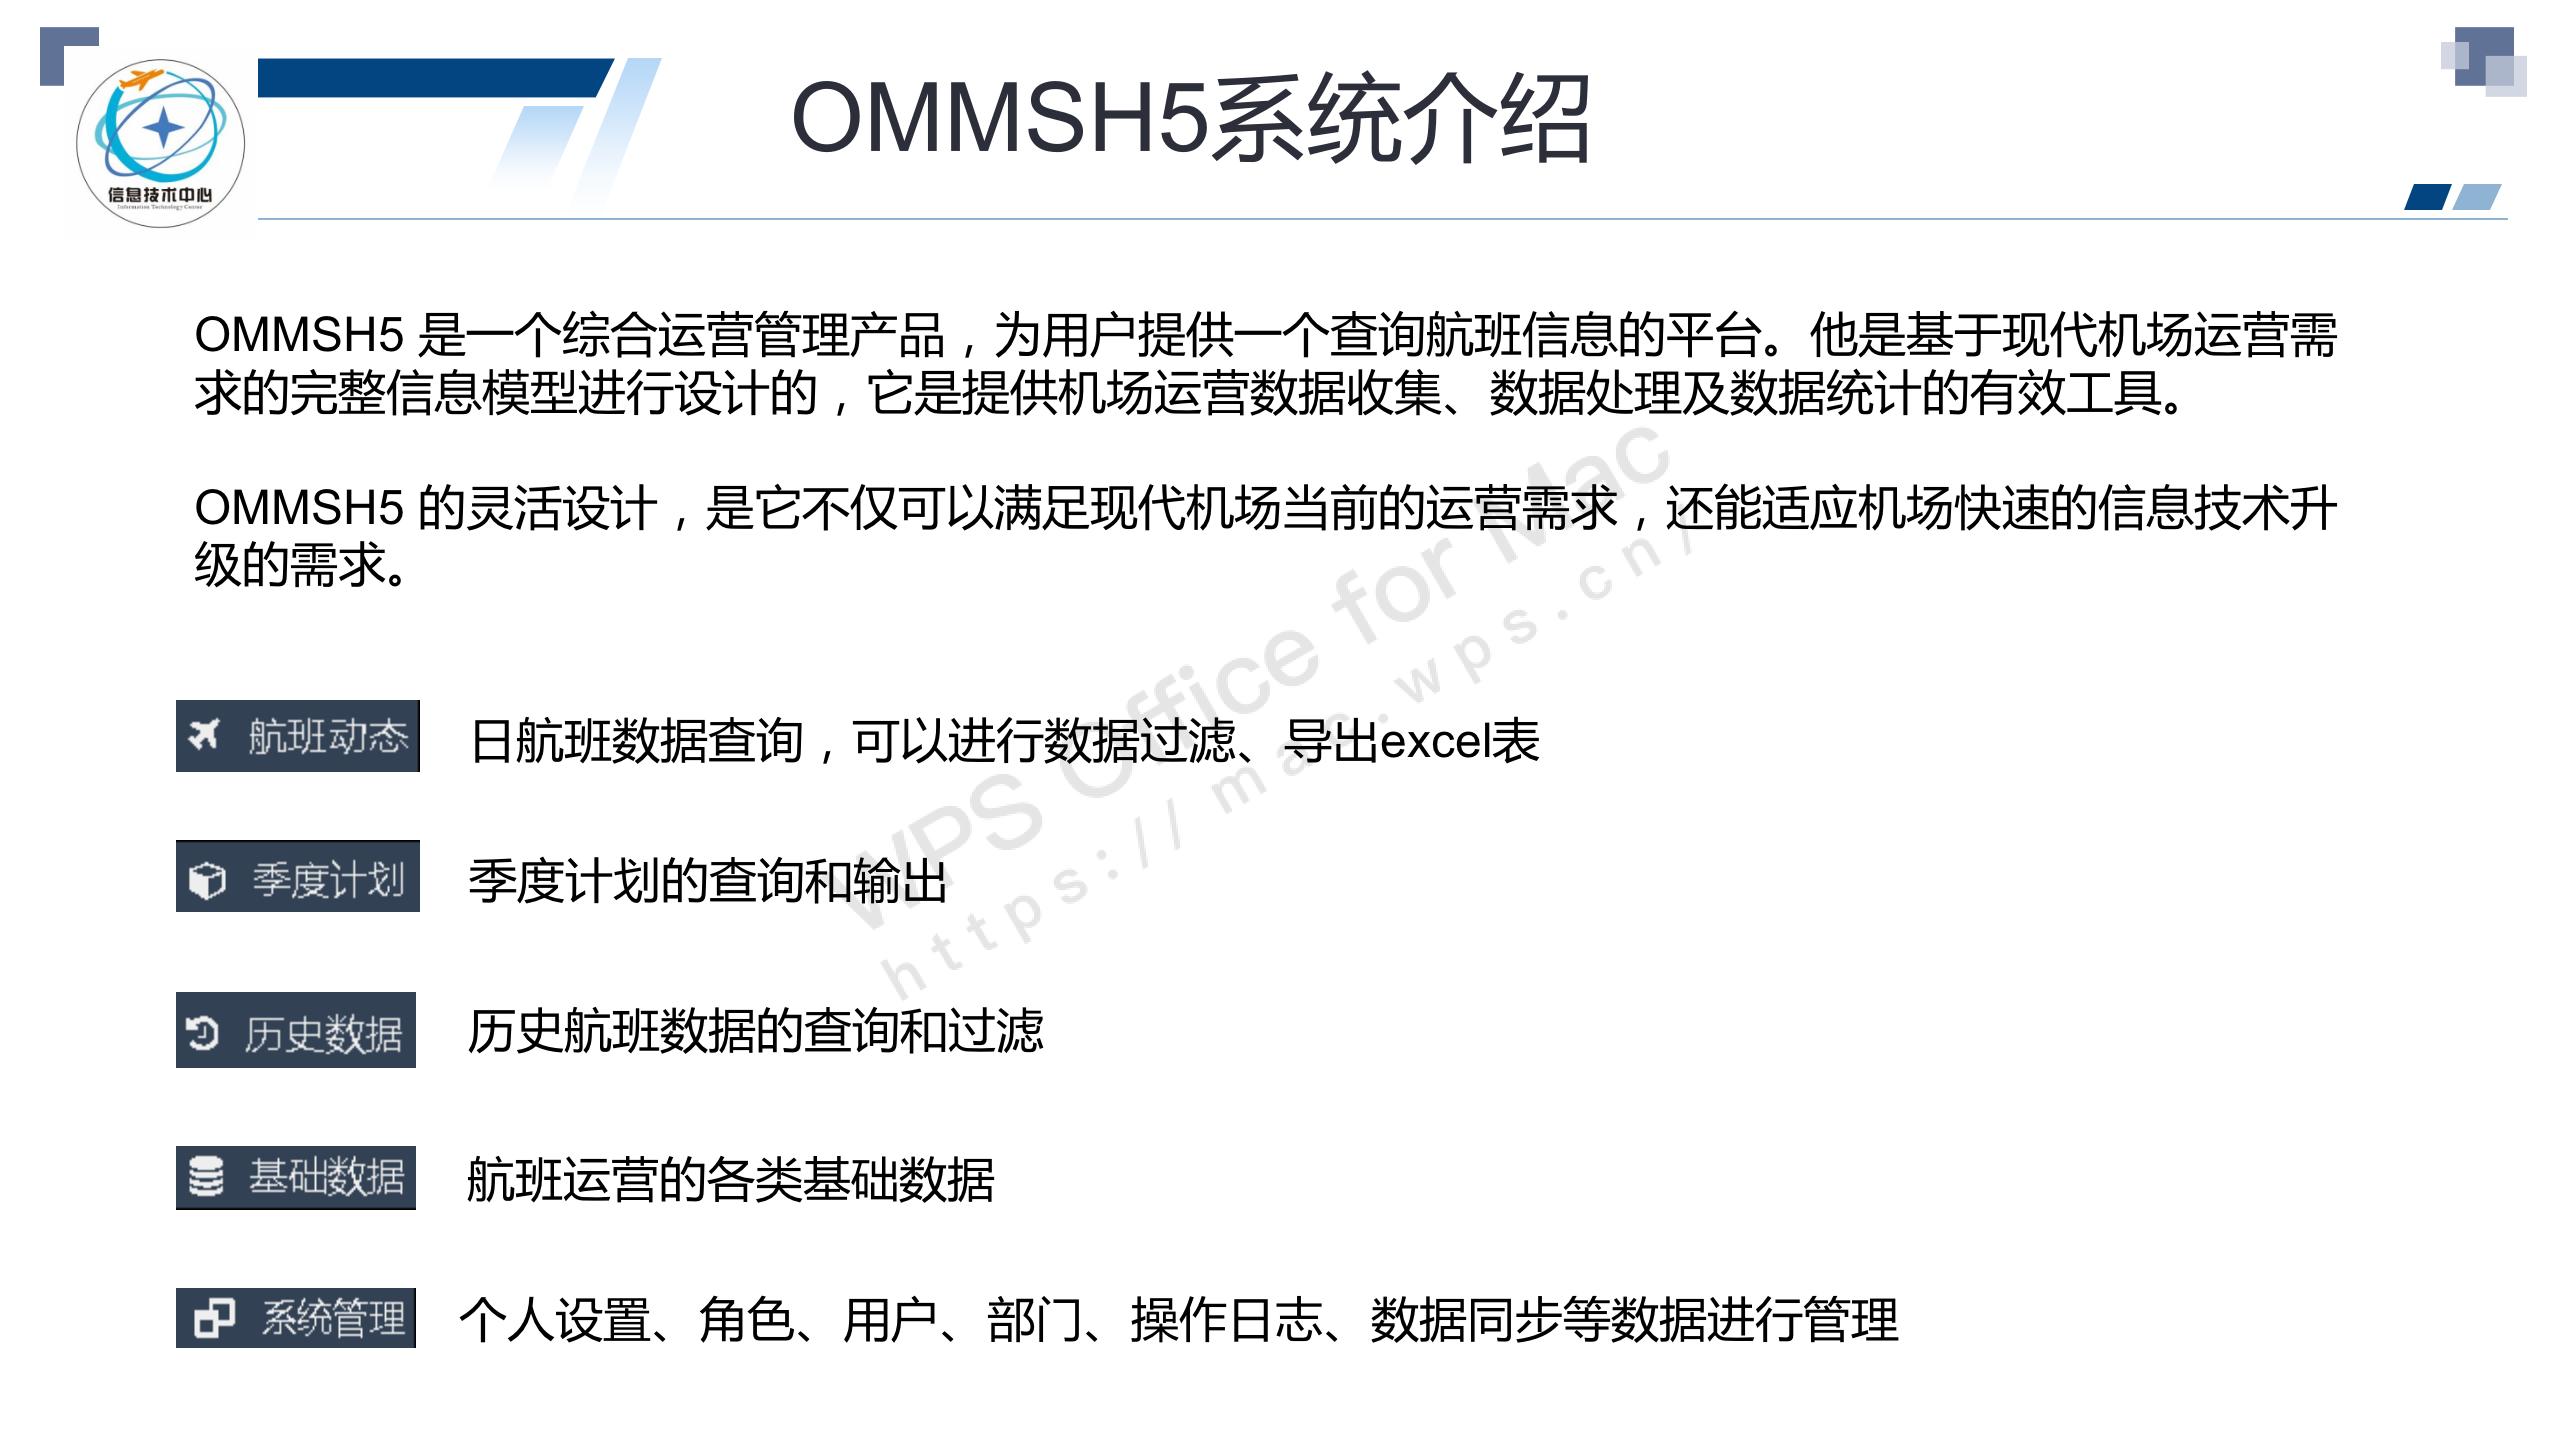 OMMSH5系统介绍
信息技术中心
Information Technology Center
OMMSH5 是一个综合运营管理产品，为用户提供一个查询航班信息的平台。他是基于现代机场运营需
求的完整信息模型进行设计的，它是提供机场运营数据收集、数据处理及数据统计的有效工具。
OMMSH5 的灵活设计，是它不仅可以满足现代机场当前的运营需求，还能适应机场快速的信息技术升
级的需求。
WPS Office for Mac
https://mac.wps.cn/
航班动态 日航班数据查询，可以进行数据过滤、导出excel表
季度计划 季度计划的查询和输出
历史数据 历史航班数据的查询和过滤
基础数据 航班运营的各类基础数据
系统管理 个人设置、角色、用户、部门、操作日志、数据同步等数据进行管理